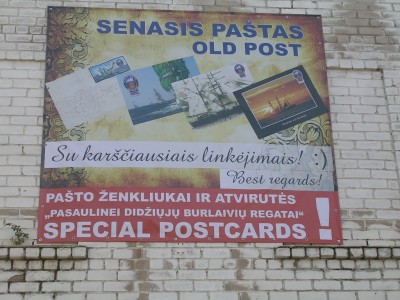 SENASIS PAŠTAS
OLD POST
Su karščiausiais linkėjimais! :)
Best regards!
PAŠTO ŽENKLIUKAI IR ATVIRUTĖS
„PASAULINEI DIDŽIŲJŲ BURLAIVIŲ REGATAI“
SPECIAL POSTCARDS !